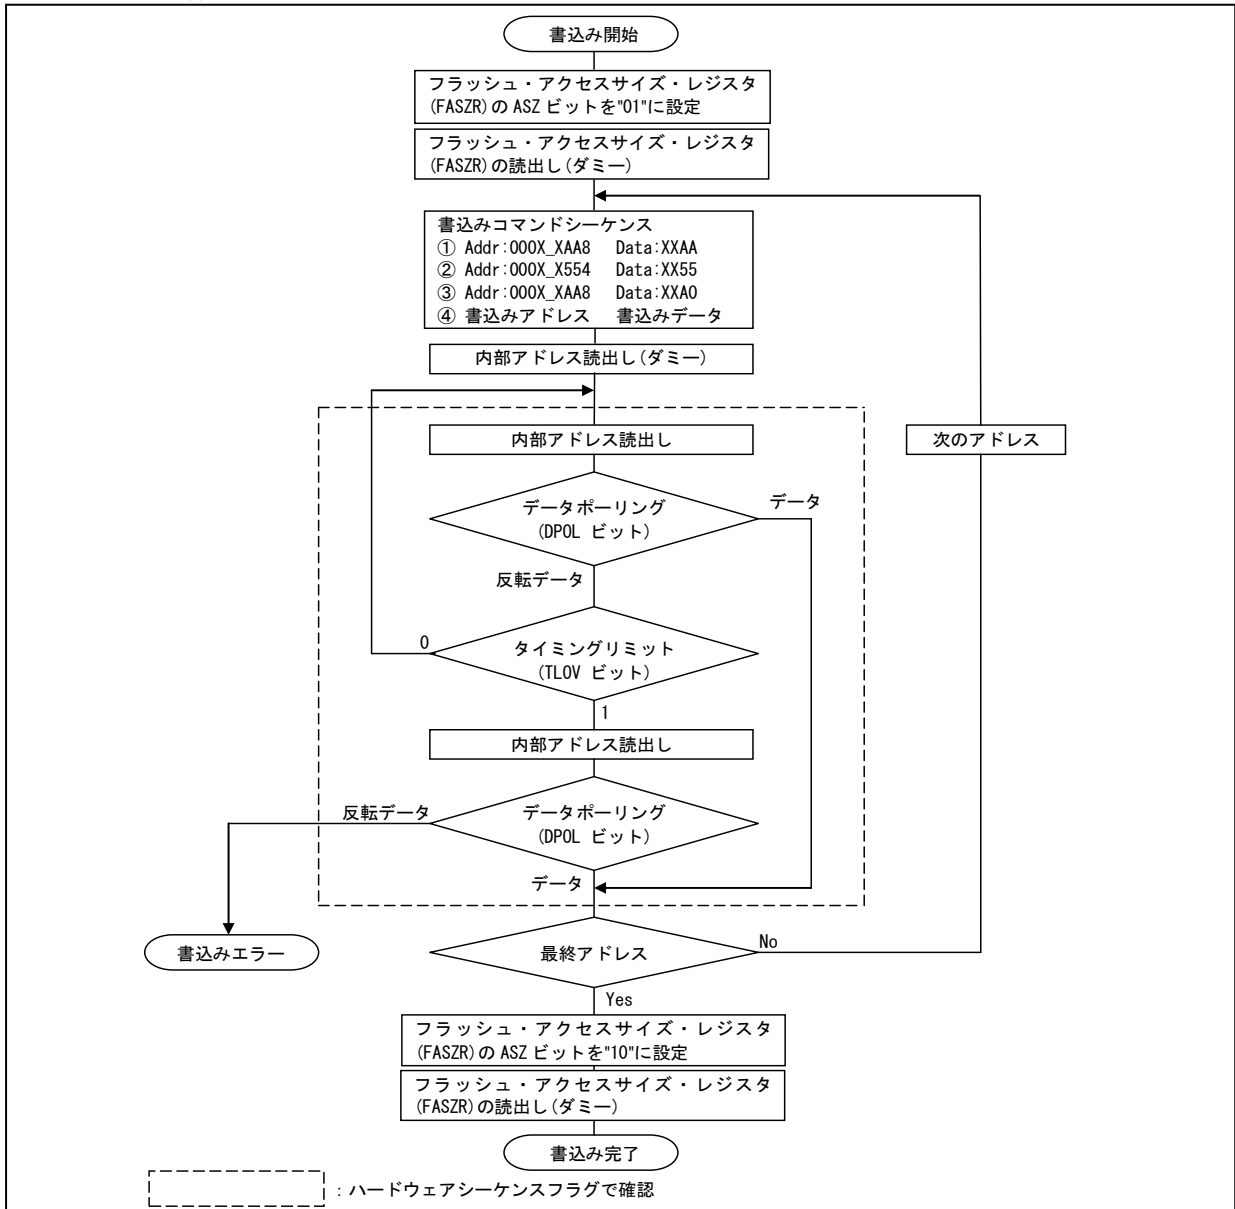 書込み開始
フラッシュ・アクセスサイズ・レジスタ
(FASZR)の ASZ ビットを"01"に設定
フラッシュ・アクセスサイズ・レジスタ
(FASZR)の読出し(ダミー)
書込みコマンドシーケンス
① Addr:000X_XAA8 Data:XXAA
② Addr:000X_X554 Data:XX55
③ Addr:000X_XAA8 Data:XXA0
④ 書込みアドレス 書込みデータ
内部アドレス読出し(ダミー)
内部アドレス読出し
次のアドレス
データポーリング
(DPOL ビット)
データ
反転データ
タイミングリミット
(TLOV ビット)
0
1
内部アドレス読出し
データポーリング
(DPOL ビット)
反転データ
データ
書込みエラー
最終アドレス
No
Yes
フラッシュ・アクセスサイズ・レジスタ
(FASZR)の ASZ ビットを"10"に設定
フラッシュ・アクセスサイズ・レジスタ
(FASZR)の読出し(ダミー)
書込み完了
：ハードウェアシーケンスフラグで確認